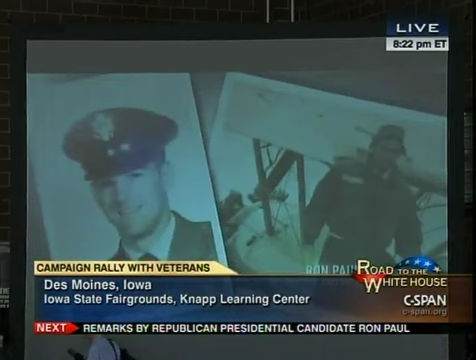 LIVE
8:22 pm ET
RON PAUL
CAMPAIGN RALLY WITH VETERANS
ROAD TO THE
WHITE HOUSE
Des Moines, Iowa
Iowa State Fairgrounds, Knapp Learning Center
C-SPAN
c-span.org
NEXT
REMARKS BY REPUBLICAN PRESIDENTIAL CANDIDATE RON PAUL